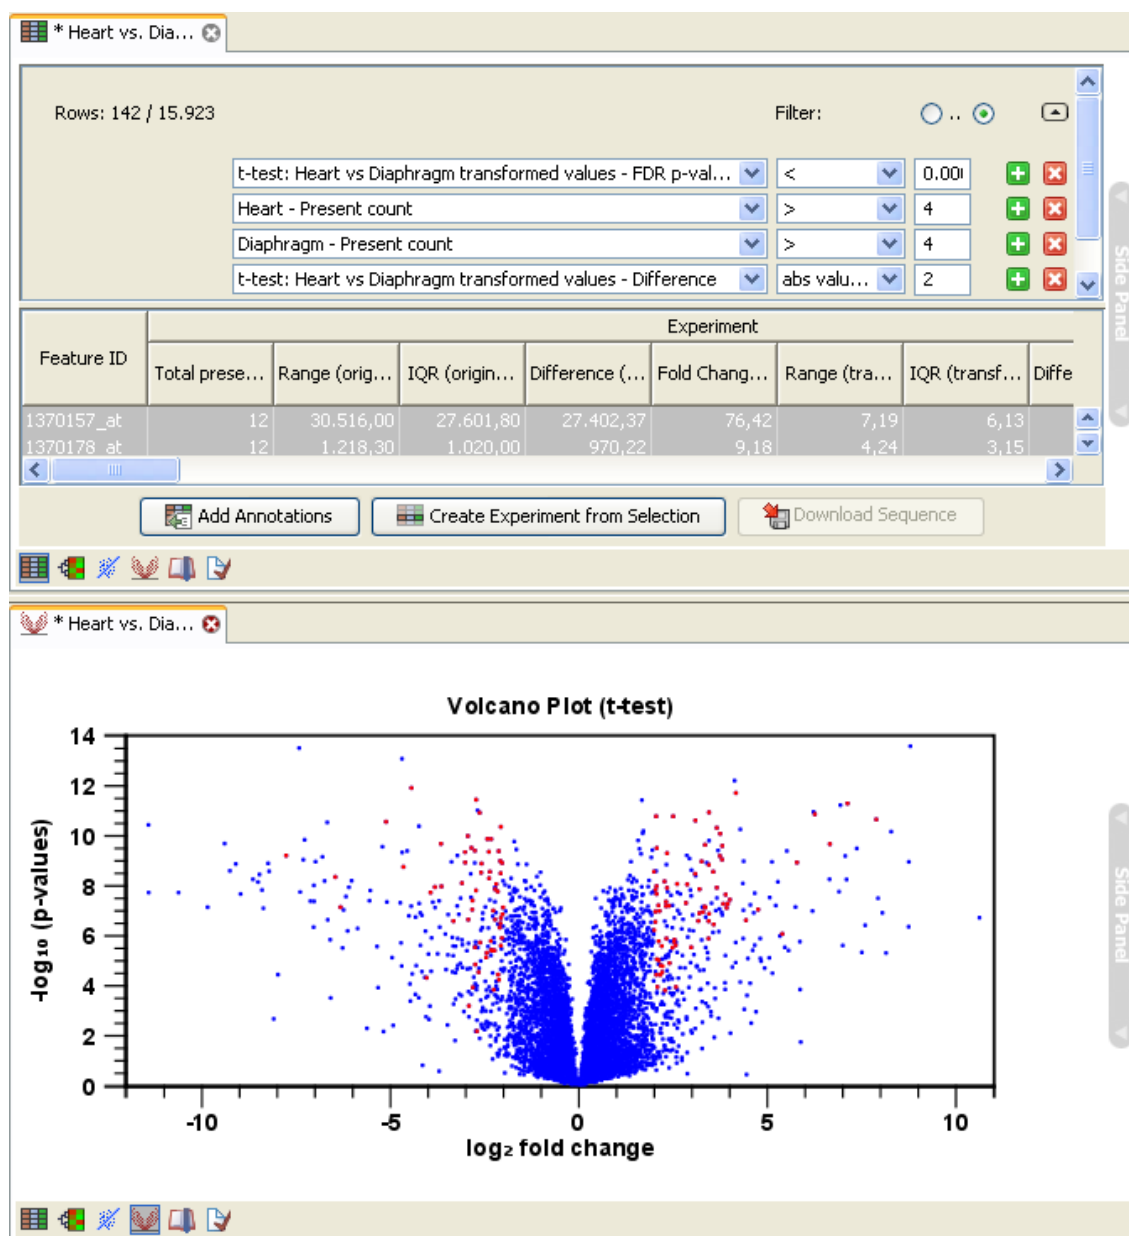 * Heart vs. Dia...
Rows: 142 / 15.923
Filter:
..
t-test: Heart vs Diaphragm transformed values - FDR p-val... <
Heart - Present count > 4
Diaphragm - Present count > 4
t-test: Heart vs Diaphragm transformed values - Difference abs valu... 2
Side Panel
Experiment
Feature ID Total prese... Range (orig... IQR (origin... Difference (... Fold Chang... Range (tra... IQR (transf... Diffe
1370157_at 12 30.516,00 27.601,80 27.402,37 76,42 7,19 6,13
1370178_at 12 1.218,30 1.020,00 970,22 9,18 4,24 3,15
Add Annotations Create Experiment from Selection Download Sequence
* Heart vs. Dia...
Volcano Plot (t-test)
14
12
10
8
6
4
2
0
-log₁₀ (p-values)
-10 -5 0 5 10
log₂ fold change
Side Panel